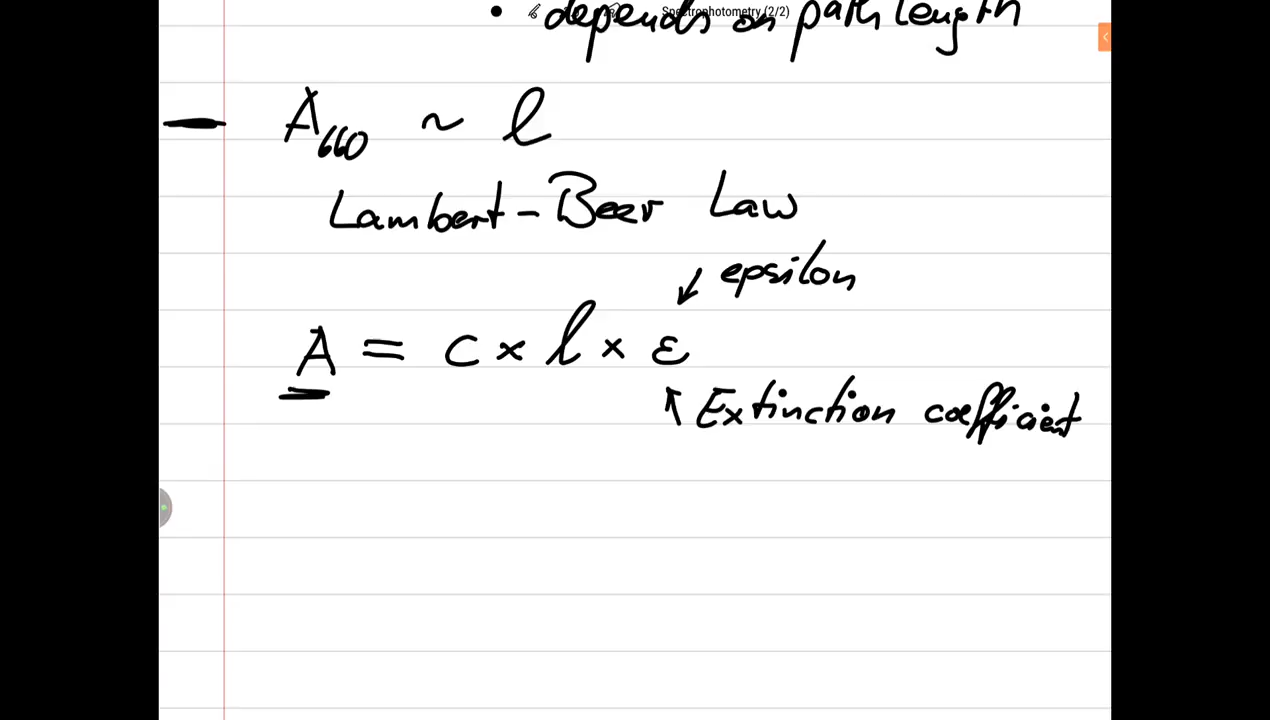 Spectrophotometry (2/2)
• depends on path length
— A660 ~ l
Lambert-Beer Law
↙ epsilon
A = c × l × ε
↑ Extinction coefficient